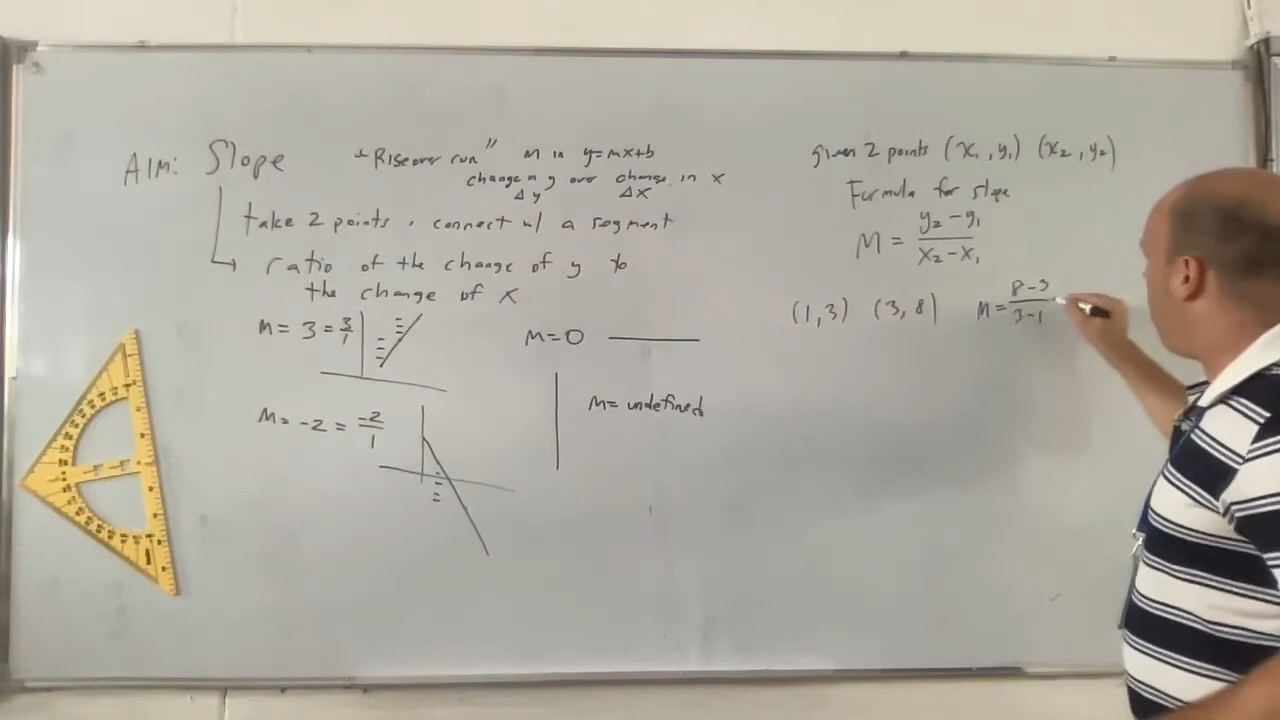 AIM: Slope
"Rise over run" m in y=mx+b
change in y over change in x
Δy Δx
take 2 points, connect w/ a segment
ratio of the change of y to
the change of x
m = 3 = 3/1
m=0
m= undefined
m= -2 = -2/1
given 2 points (x₁, y₁) (x₂, y₂)
Formula for slope
M = y₂-y₁/x₂-x₁
(1,3) (3,8) m= 8-3/3-1